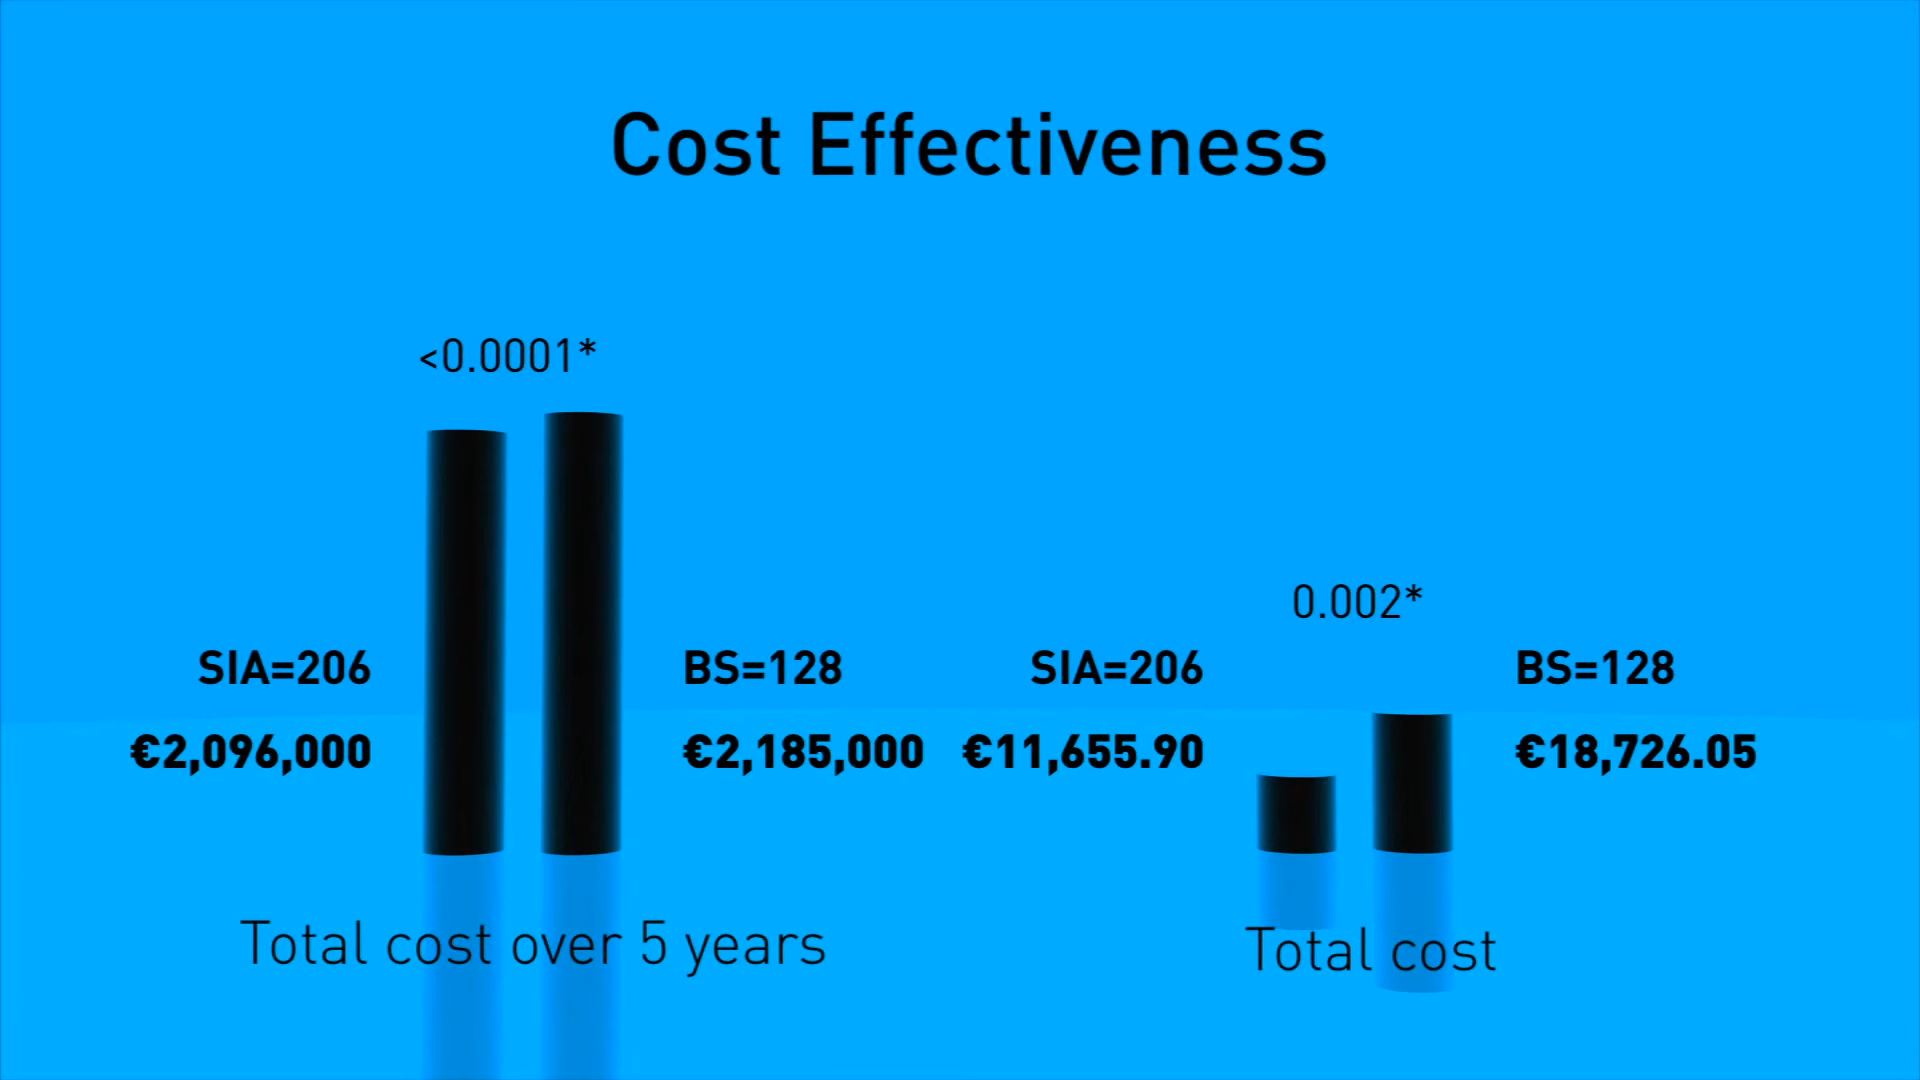 Cost Effectiveness
<0.0001*
SIA=206
€2,096,000
BS=128
€2,185,000
Total cost over 5 years
0.002*
SIA=206
€11,655.90
BS=128
€18,726.05
Total cost